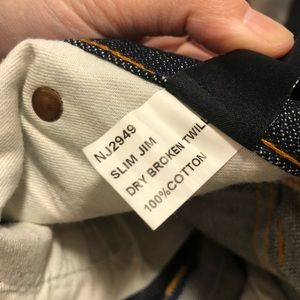 NJ2949
SLIM JIM
DRY BROKEN TWILL
100%COTTON